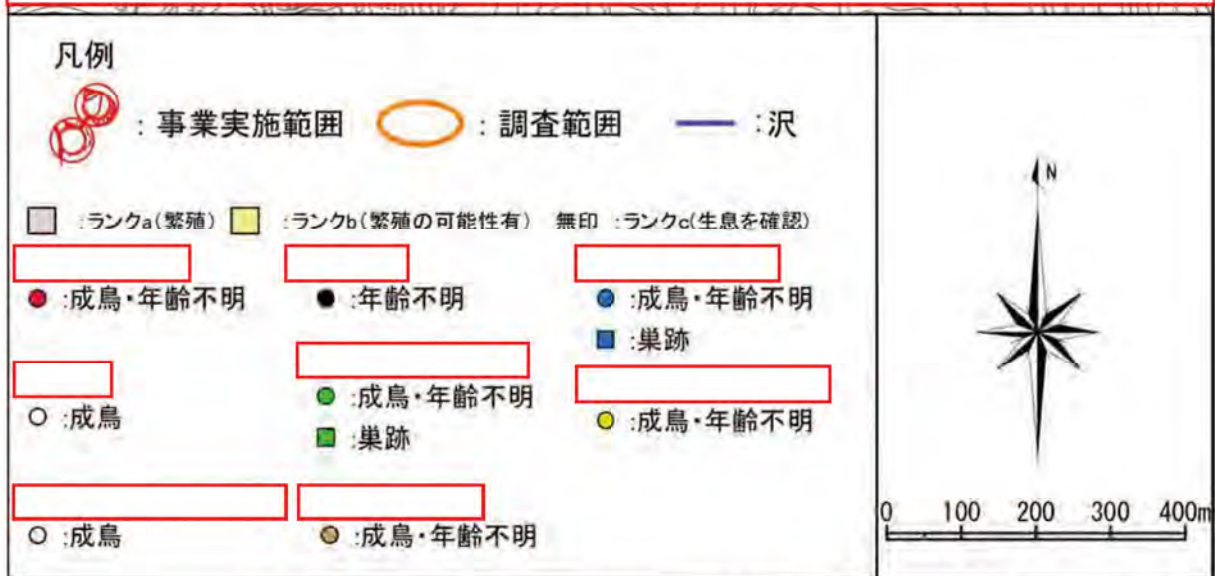 凡例
:事業実施範囲 :調査範囲 :沢
:ランクa(繁殖) :ランクb(繁殖の可能性有) 無印 :ランクc(生息を確認)
:成鳥・年齢不明 :年齢不明 :成鳥・年齢不明
:巣跡
:成鳥 :成鳥・年齢不明 :成鳥・年齢不明
:巣跡
:成鳥 :成鳥・年齢不明
N
0 100 200 300 400m